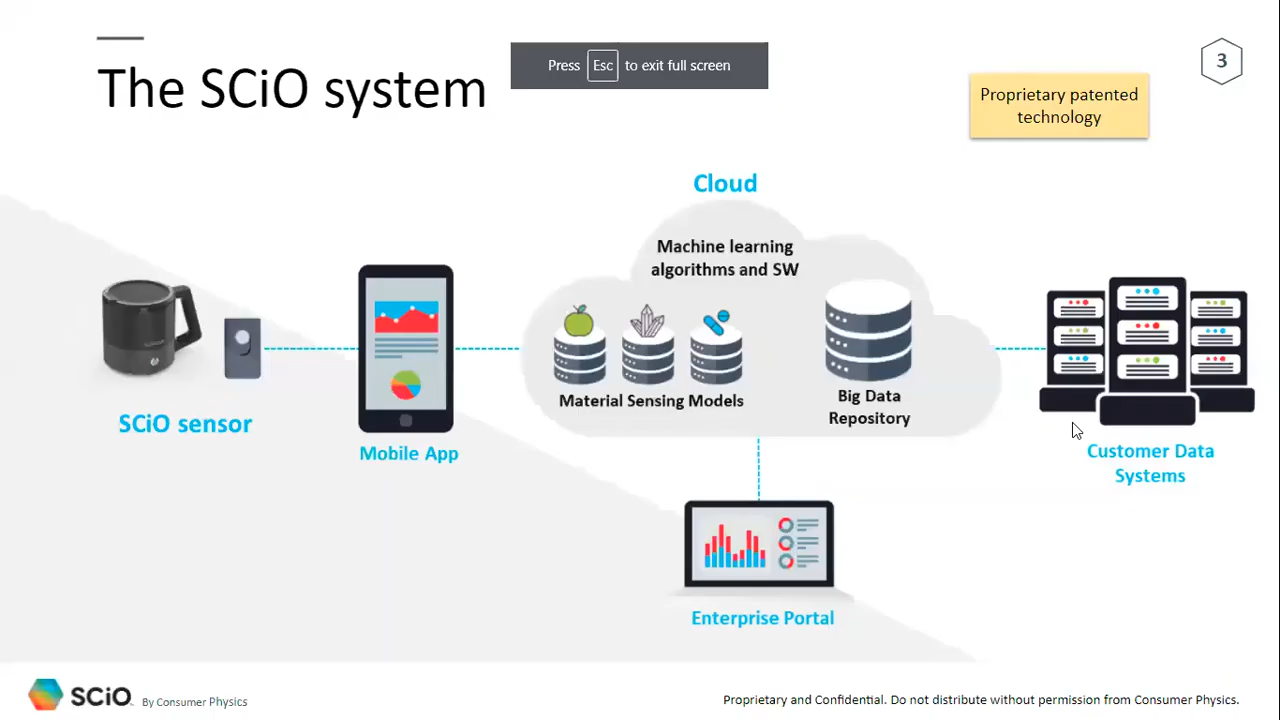 The SCiO system
Press Esc to exit full screen
3
Proprietary patented
technology
Cloud
Machine learning
algorithms and SW
Material Sensing Models
Big Data
Repository
SCiO sensor
Mobile App
Customer Data
Systems
Enterprise Portal
SCiO By Consumer Physics
Proprietary and Confidential. Do not distribute without permission from Consumer Physics.